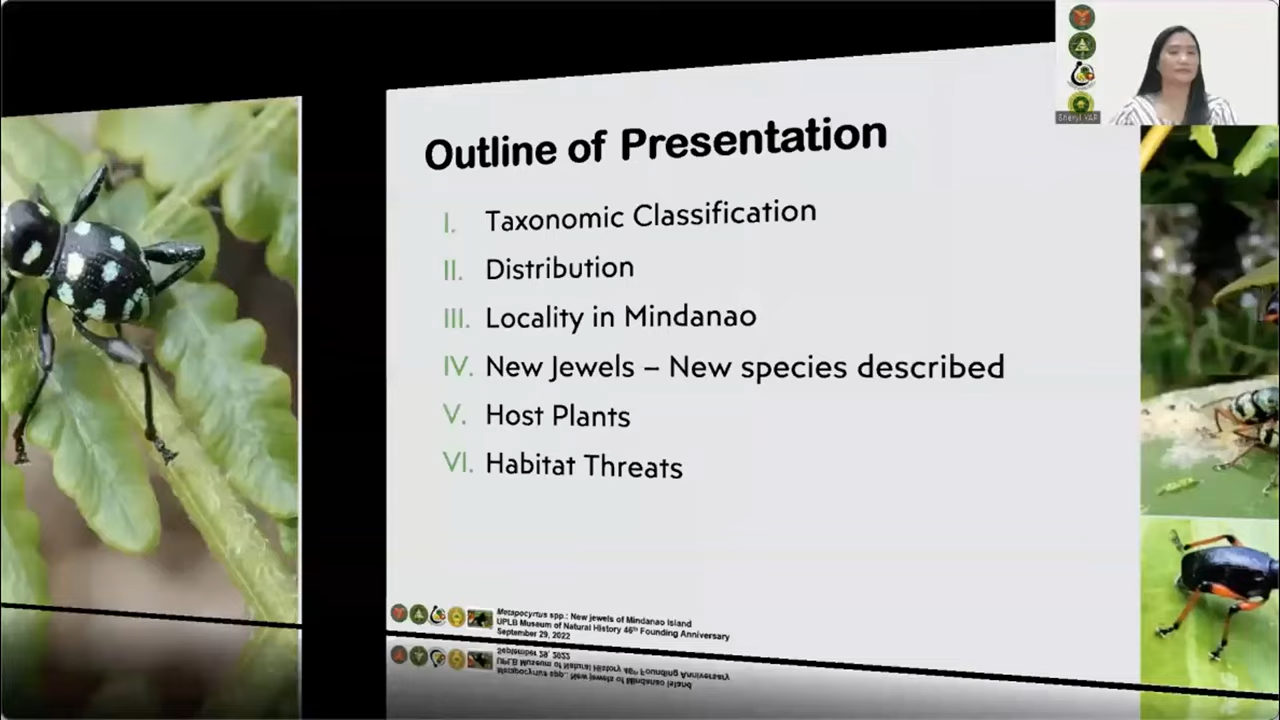 Sheryl YAP
Outline of Presentation
I. Taxonomic Classification
II. Distribution
III. Locality in Mindanao
IV. New Jewels – New species described
V. Host Plants
VI. Habitat Threats
Metapocyrtus spp.: New jewels of Mindanao Island
UPLB Museum of Natural History 46th Founding Anniversary
September 29, 2022